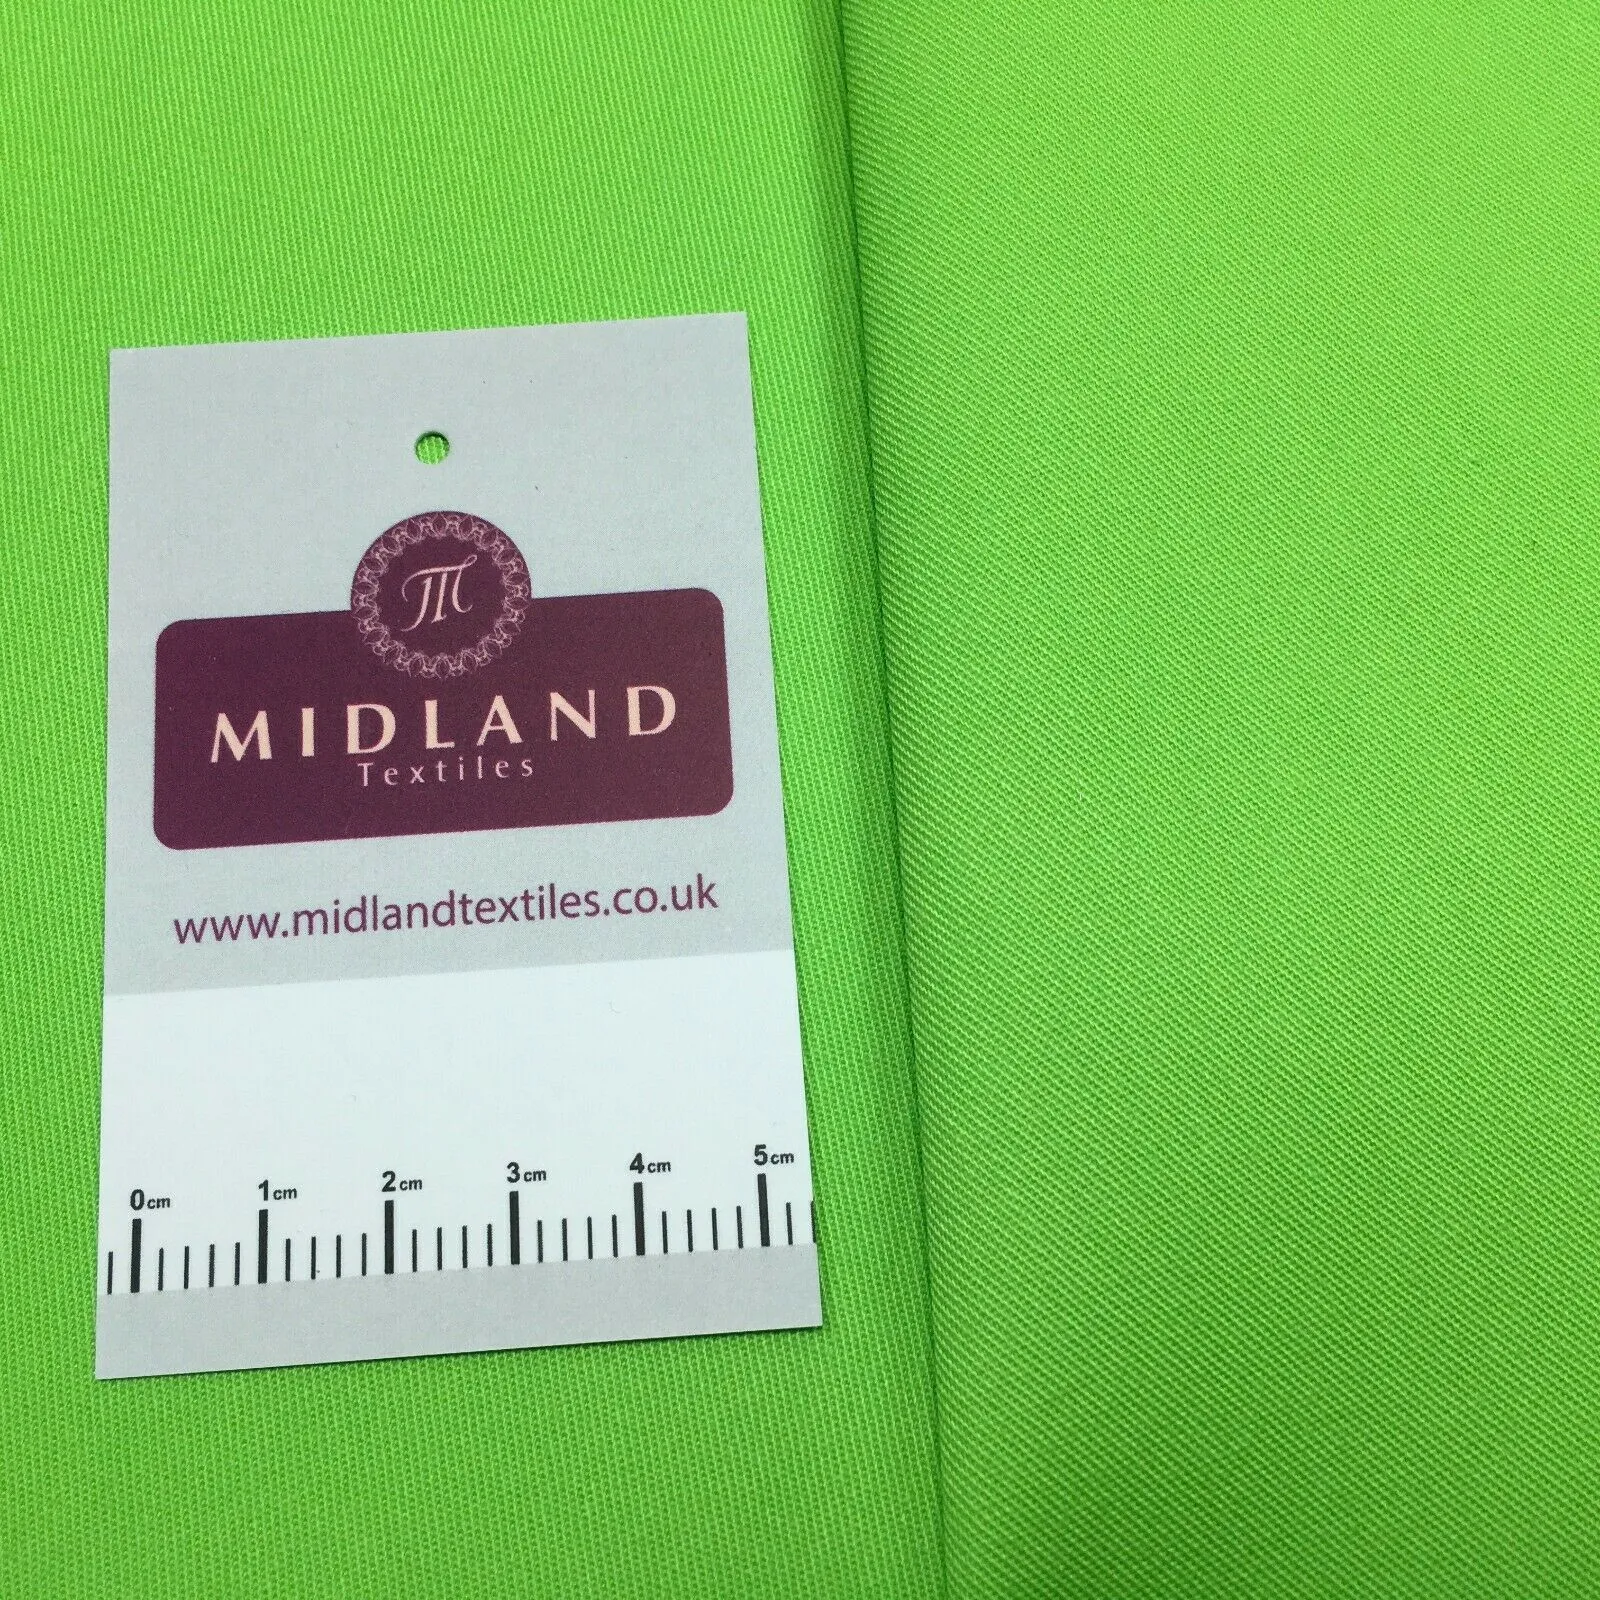 M
MIDLAND
Textiles
www.midlandtextiles.co.uk
0cm 1cm 2cm 3cm 4cm 5cm